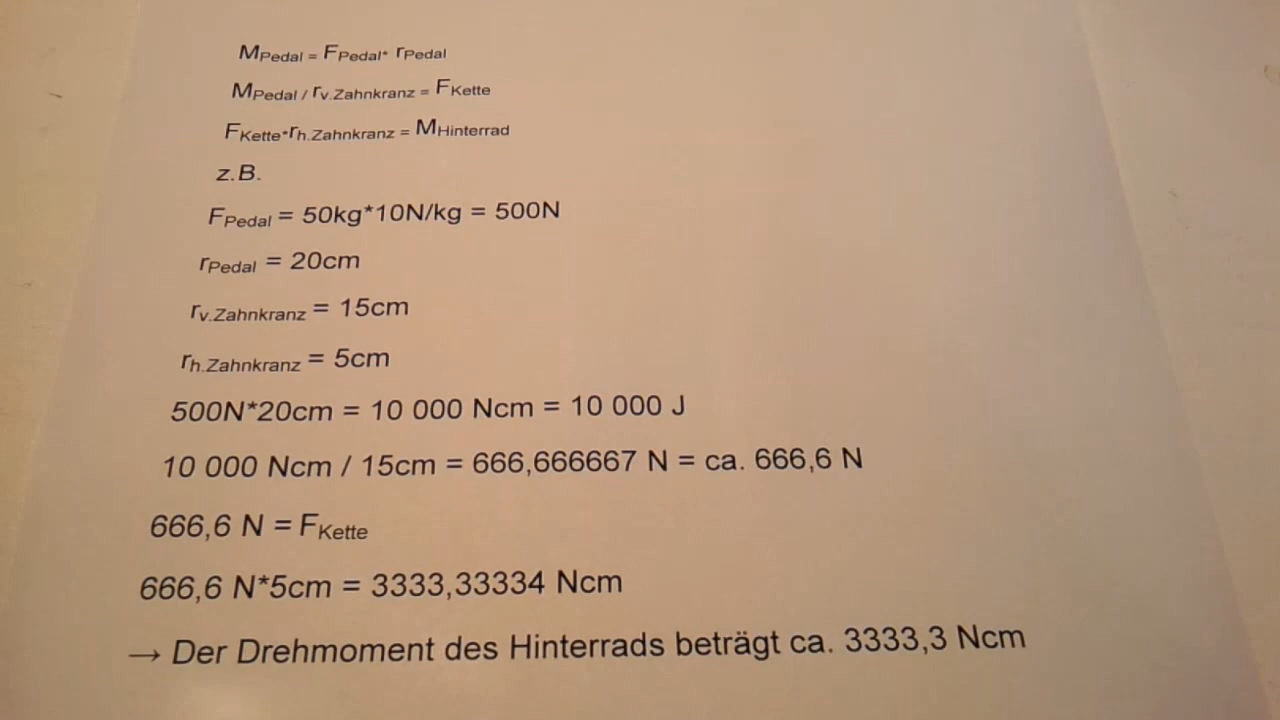 MPedal = FPedal* rPedal
MPedal / rv.Zahnkranz = FKette
FKette*rh.Zahnkranz = MHinterrad
z.B.
FPedal = 50kg*10N/kg = 500N
rPedal = 20cm
rv.Zahnkranz = 15cm
rh.Zahnkranz = 5cm
500N*20cm = 10 000 Ncm = 10 000 J
10 000 Ncm / 15cm = 666,666667 N = ca. 666,6 N
666,6 N = FKette
666,6 N*5cm = 3333,33334 Ncm
→ Der Drehmoment des Hinterrads beträgt ca. 3333,3 Ncm